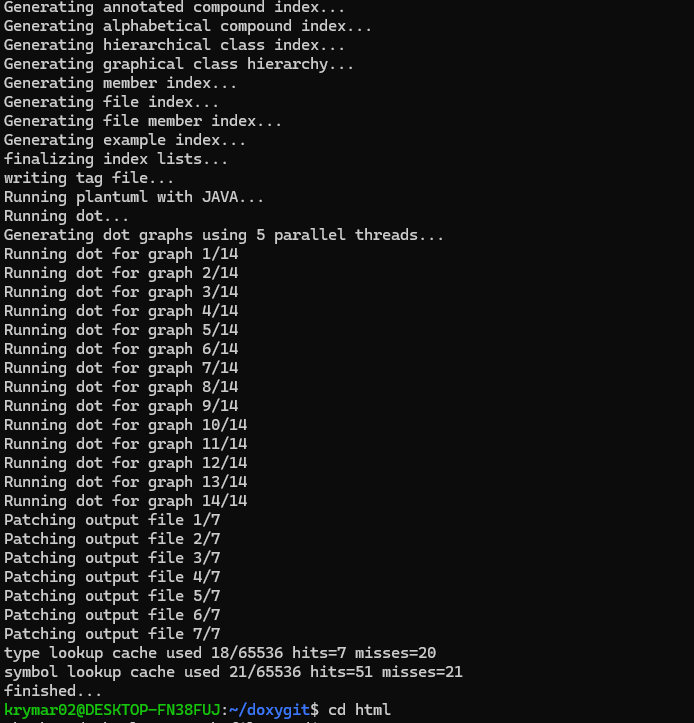 Generating annotated compound index...
Generating alphabetical compound index...
Generating hierarchical class index...
Generating graphical class hierarchy...
Generating member index...
Generating file index...
Generating file member index...
Generating example index...
finalizing index lists...
writing tag file...
Running plantuml with JAVA...
Running dot...
Generating dot graphs using 5 parallel threads...
Running dot for graph 1/14
Running dot for graph 2/14
Running dot for graph 3/14
Running dot for graph 4/14
Running dot for graph 5/14
Running dot for graph 6/14
Running dot for graph 7/14
Running dot for graph 8/14
Running dot for graph 9/14
Running dot for graph 10/14
Running dot for graph 11/14
Running dot for graph 12/14
Running dot for graph 13/14
Running dot for graph 14/14
Patching output file 1/7
Patching output file 2/7
Patching output file 3/7
Patching output file 4/7
Patching output file 5/7
Patching output file 6/7
Patching output file 7/7
type lookup cache used 18/65536 hits=7 misses=20
symbol lookup cache used 21/65536 hits=51 misses=21
finished...
krymar02@DESKTOP-FN38FUJ:~/doxygit$ cd html